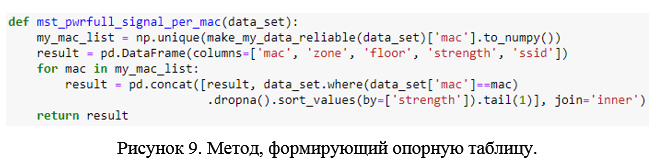 def mst_pwrfull_signal_per_mac(data_set):
    my_mac_list = np.unique(make_my_data_reliable(data_set)['mac'].to_numpy())
    result = pd.DataFrame(columns=['mac', 'zone', 'floor', 'strength', 'ssid'])
    for mac in my_mac_list:
        result = pd.concat([result, data_set.where(data_set['mac']==mac)
                            .dropna().sort_values(by=['strength']).tail(1)], join='inner')
    return result
Рисунок 9. Метод, формирующий опорную таблицу.